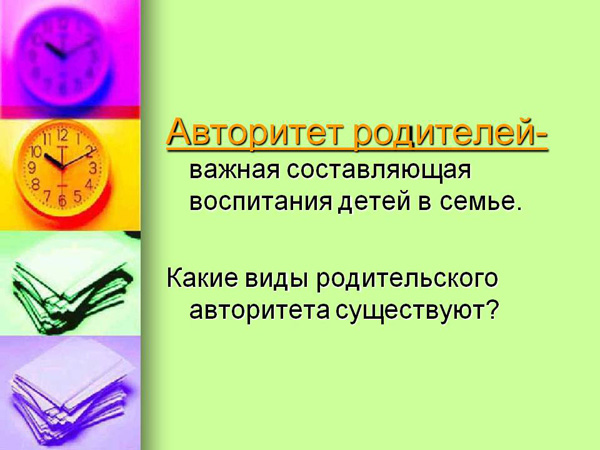 Авторитет родителей-
важная составляющая
воспитания детей в семье.
Какие виды родительского
авторитета существуют?